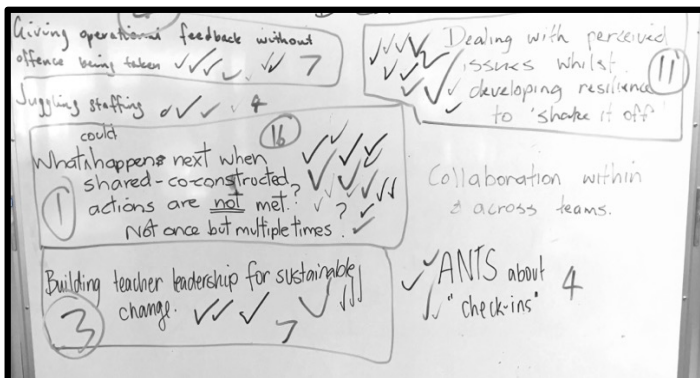 Giving operational feedback without
offence being taken ✓✓✓✓✓✓ 7
Juggling staffing ✓✓✓✓ 4
could
16
What^happens next when
shared-co-constructed
actions are not met?
?
Not once but multiple times.
1
Building teacher leadership for sustainable
change. ✓✓✓✓✓✓✓ 7
3
Dealing with perceived
issues whilst
developing resilience
to 'shake it off'
11
Collaboration within
& across teams.
ANTS about
"check-ins"
4